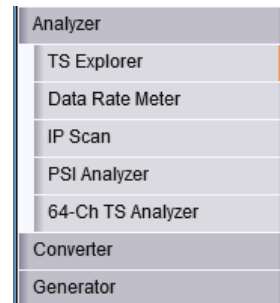 Analyzer
TS Explorer
Data Rate Meter
IP Scan
PSI Analyzer
64-Ch TS Analyzer
Converter
Generator